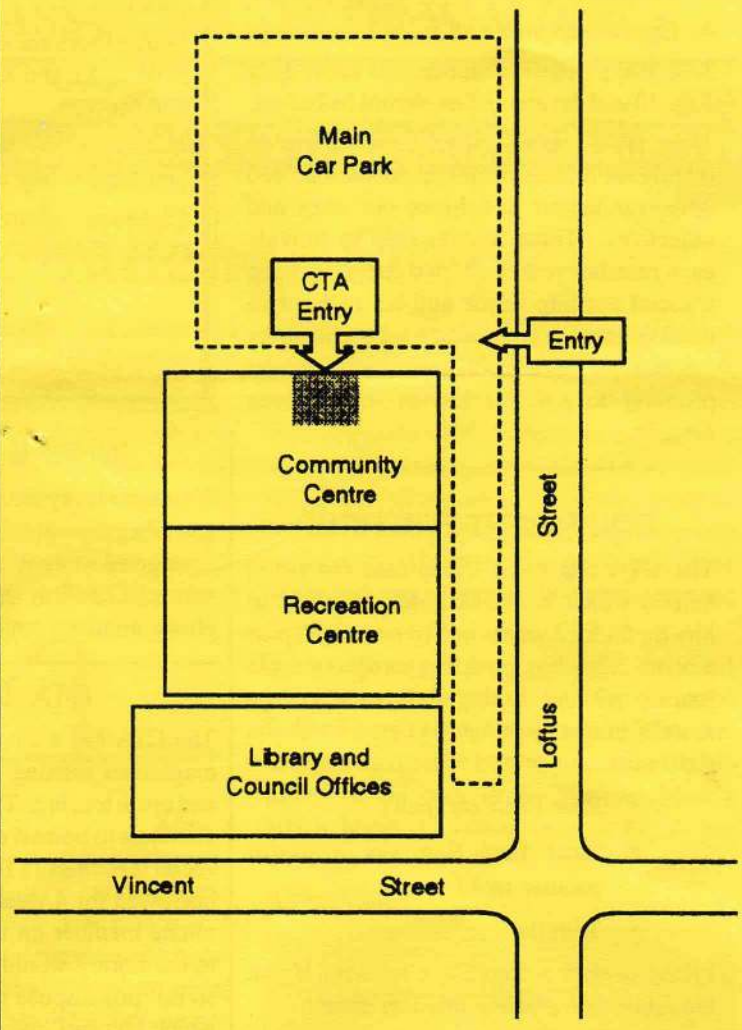 Main
Car Park
CTA
Entry
Entry
Community
Centre
Street
Recreation
Centre
Loftus
Library and
Council Offices
Vincent Street